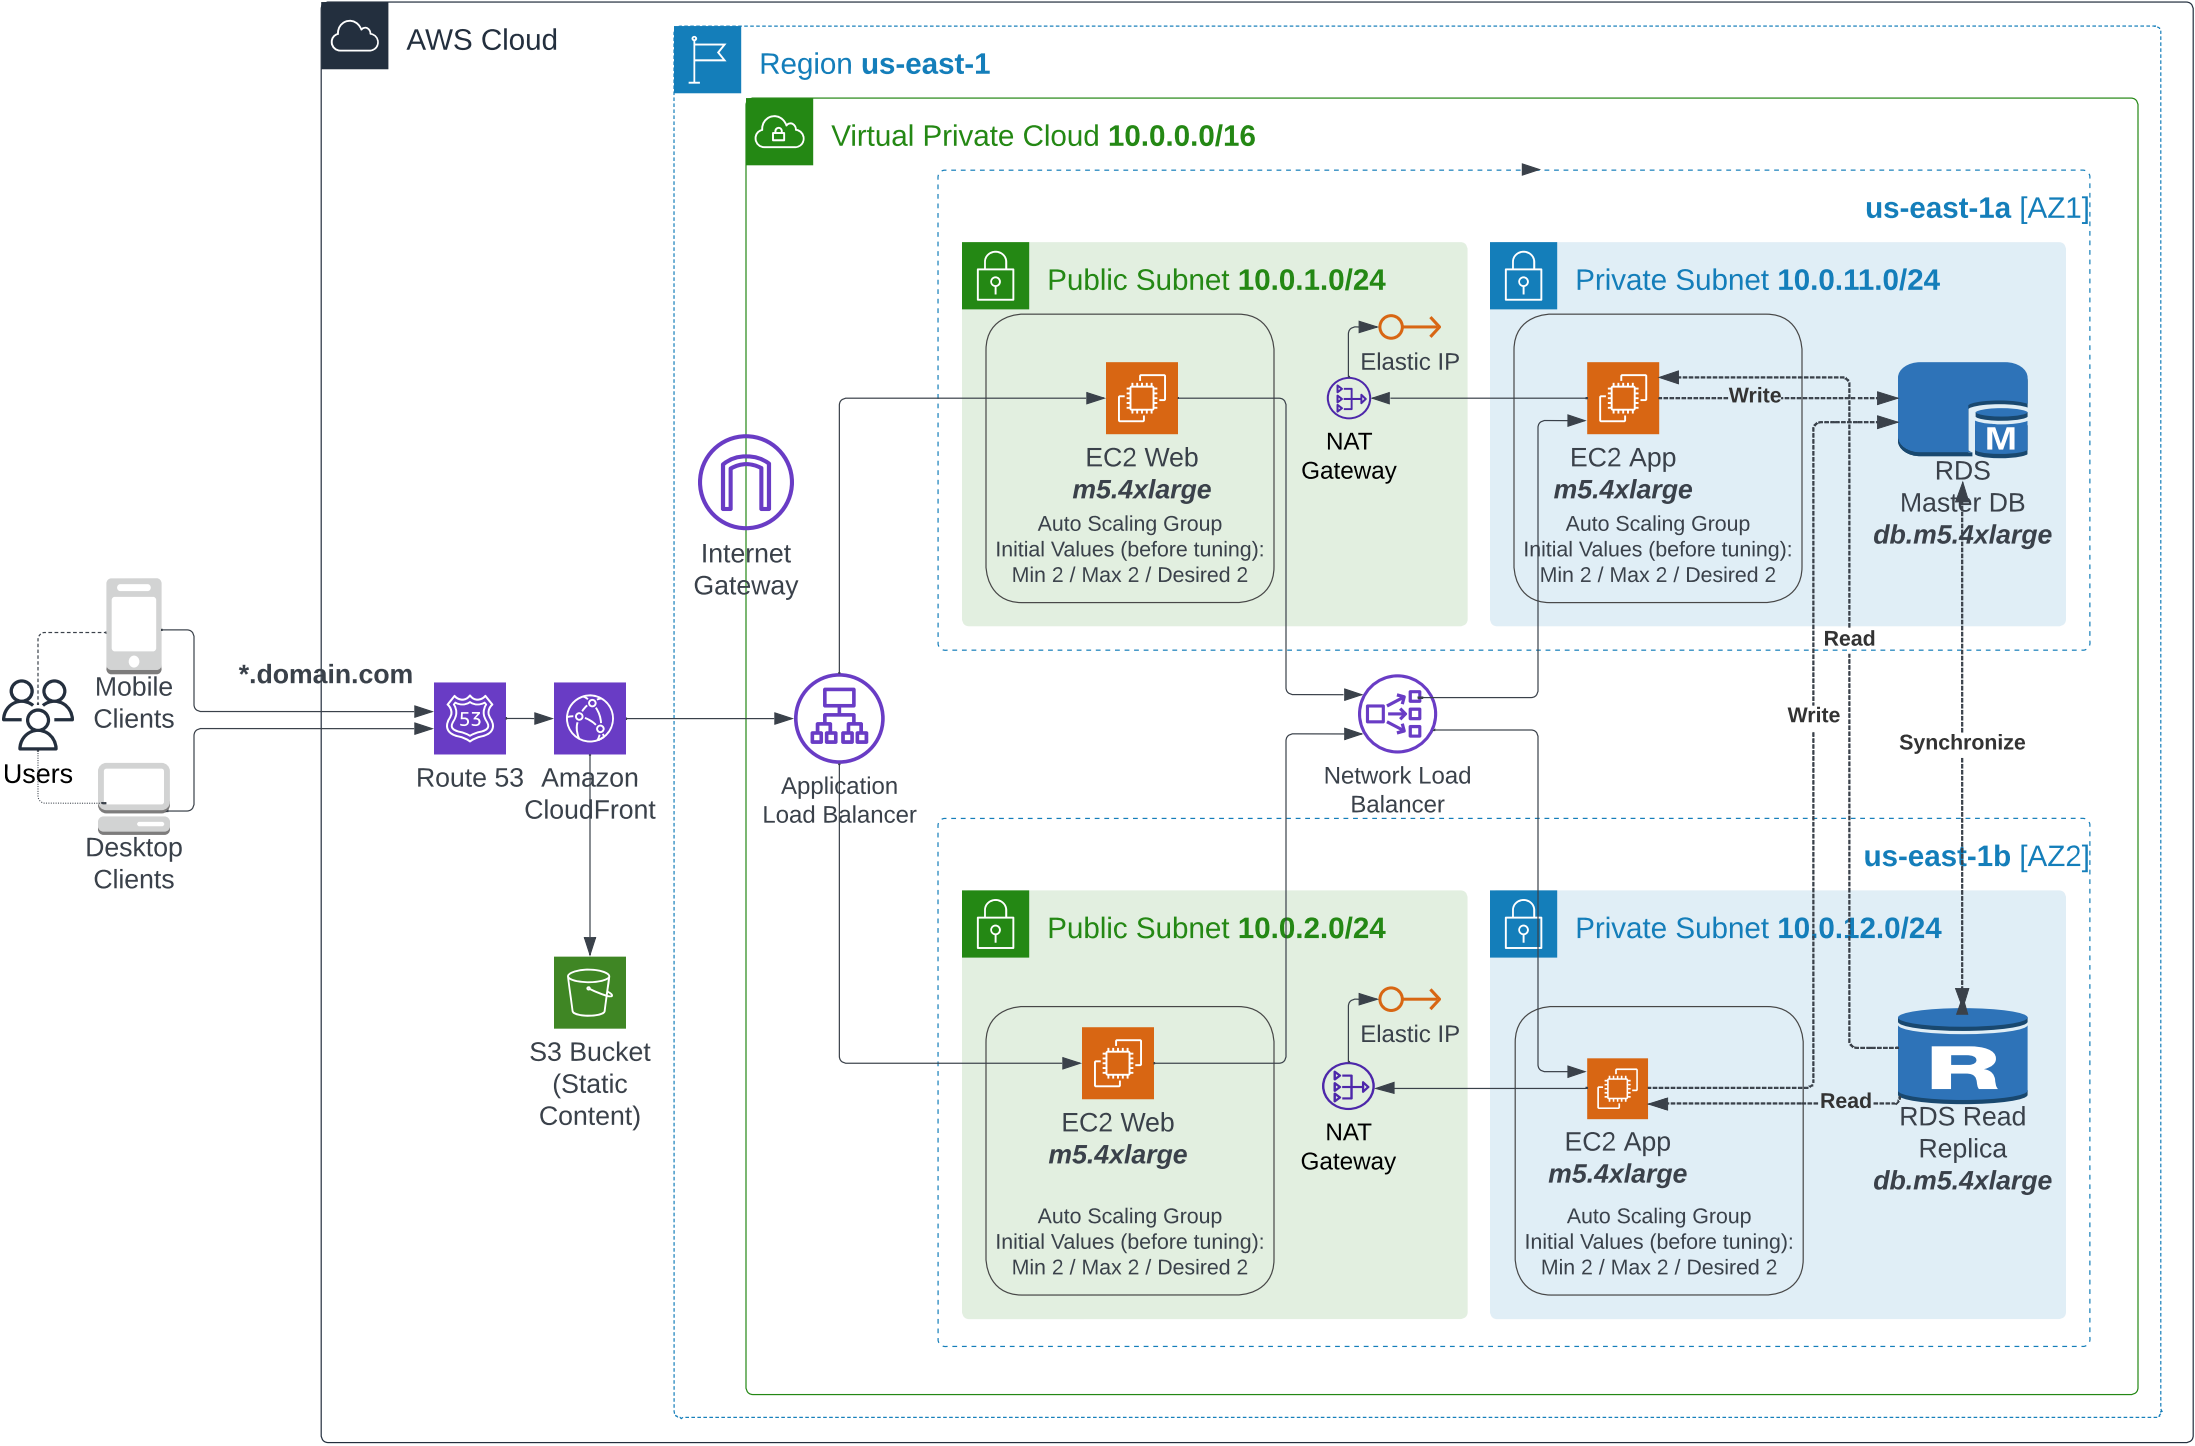 AWS Cloud
Region us-east-1
Virtual Private Cloud 10.0.0.0/16
us-east-1a [AZ1]
Public Subnet 10.0.1.0/24
Private Subnet 10.0.11.0/24
Elastic IP
NAT
Gateway
EC2 Web
m5.4xlarge
Auto Scaling Group
Initial Values (before tuning):
Min 2 / Max 2 / Desired 2
EC2 App
m5.4xlarge
Auto Scaling Group
Initial Values (before tuning):
Min 2 / Max 2 / Desired 2
Write
M
RDS
Master DB
db.m5.4xlarge
Internet
Gateway
Read
Write
Synchronize
Mobile
Clients
Users
Desktop
Clients
*.domain.com
53
Route 53
Amazon
CloudFront
Application
Load Balancer
Network Load
Balancer
S3 Bucket
(Static
Content)
us-east-1b [AZ2]
Public Subnet 10.0.2.0/24
Private Subnet 10.0.12.0/24
Elastic IP
NAT
Gateway
EC2 Web
m5.4xlarge
Auto Scaling Group
Initial Values (before tuning):
Min 2 / Max 2 / Desired 2
EC2 App
m5.4xlarge
Auto Scaling Group
Initial Values (before tuning):
Min 2 / Max 2 / Desired 2
Read
R
RDS Read
Replica
db.m5.4xlarge